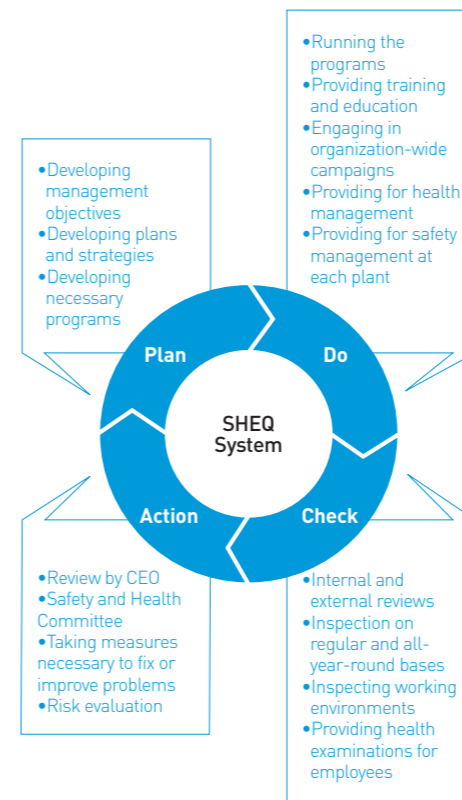 •Running the
programs
•Providing training
and education
•Engaging in
organization-wide
campaigns
•Providing for health
management
•Providing for safety
management at
each plant
•Developing
management
objectives
•Developing plans
and strategies
•Developing
necessary
programs
Plan
Do
SHEQ
System
Action
Check
•Review by CEO
•Safety and Health
Committee
•Taking measures
necessary to fix or
improve problems
•Risk evaluation
•Internal and
external reviews
•Inspection on
regular and all-
year-round bases
•Inspecting working
environments
•Providing health
examinations for
employees